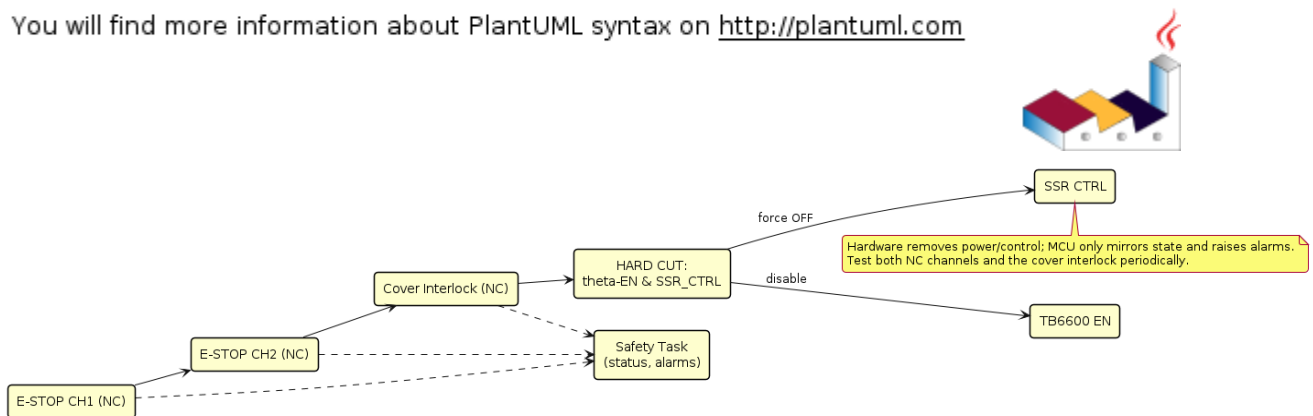 You will find more information about PlantUML syntax on http://plantuml.com
SSR CTRL
force OFF
Hardware removes power/control; MCU only mirrors state and raises alarms.
Test both NC channels and the cover interlock periodically.
HARD CUT:
theta-EN & SSR_CTRL
disable
Cover Interlock (NC)
TB6600 EN
Safety Task
(status, alarms)
E-STOP CH2 (NC)
E-STOP CH1 (NC)